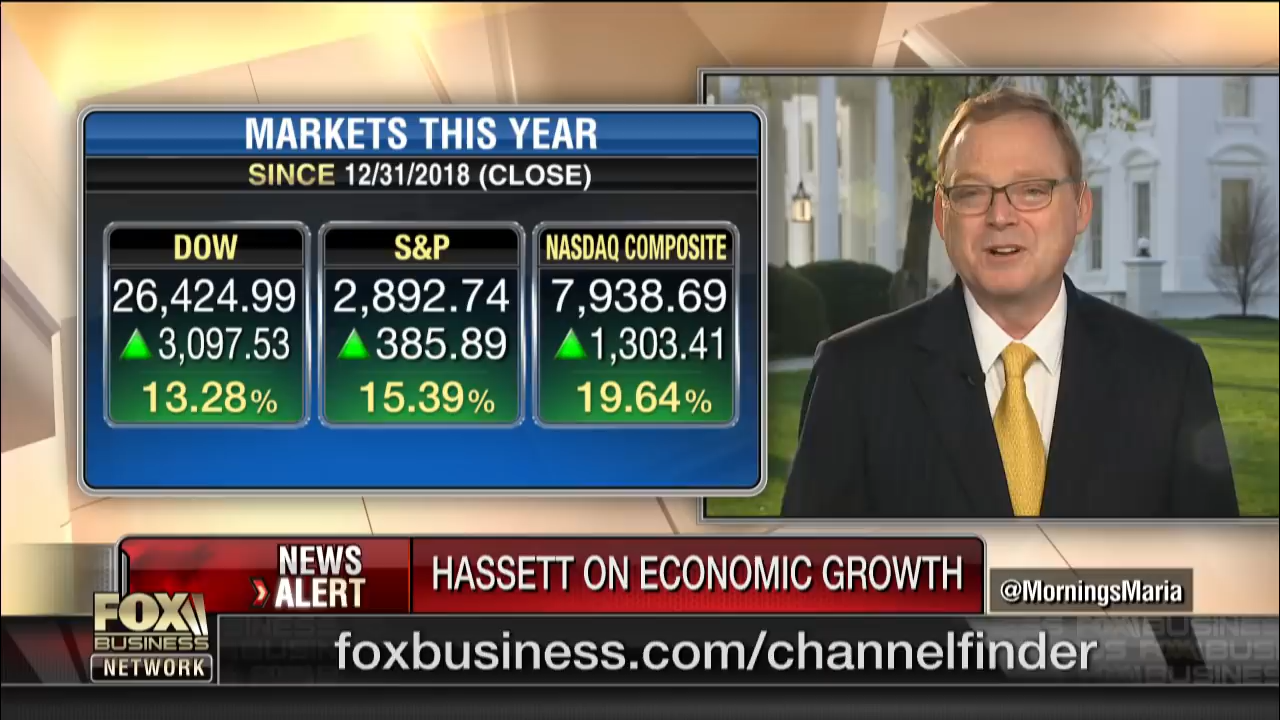 MARKETS THIS YEAR
SINCE 12/31/2018 (CLOSE)
DOW
26,424.99
▲ 3,097.53
13.28%
S&P
2,892.74
▲ 385.89
15.39%
NASDAQ COMPOSITE
7,938.69
▲ 1,303.41
19.64%
NEWS
ALERT
HASSETT ON ECONOMIC GROWTH
@MorningsMaria
FOX
BUSINESS
NETWORK
foxbusiness.com/channelfinder